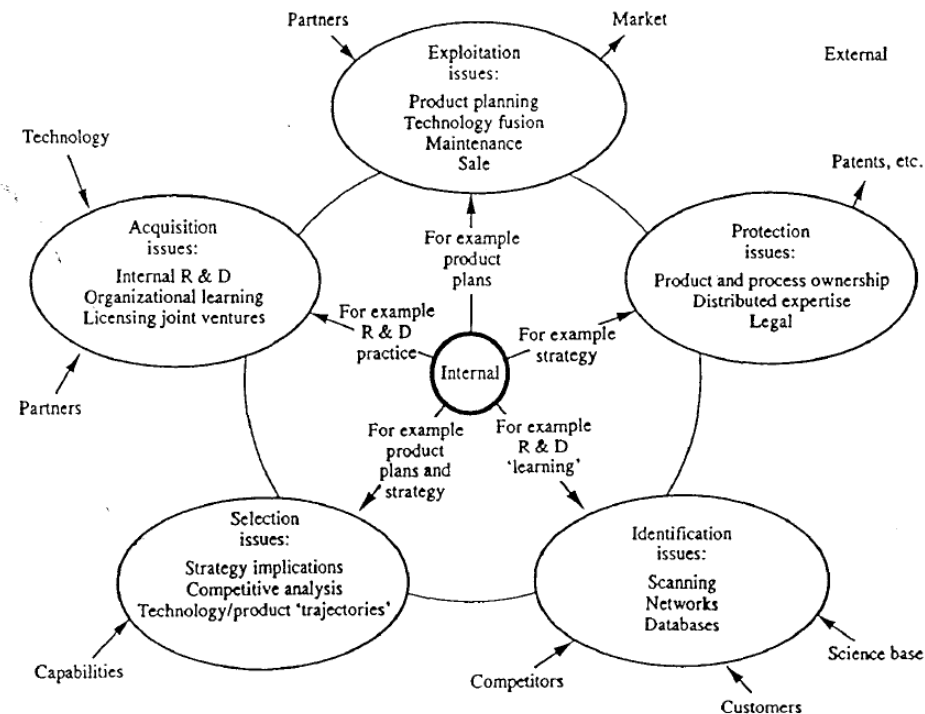 Partners
Market
External
Exploitation
issues:
Product planning
Technology fusion
Maintenance
Sale
Technology
Patents, etc.
Acquisition
issues:
Internal R & D
Organizational learning
Licensing joint ventures
Protection
issues:
Product and process ownership
Distributed expertise
Legal
For example
product
plans
For example
R & D
practice
For example
strategy
Internal
Partners
For example
product
plans and
strategy
For example
R & D
‘learning’
Selection
issues:
Strategy implications
Competitive analysis
Technology/product ‘trajectories’
Identification
issues:
Scanning
Networks
Databases
Capabilities
Competitors
Customers
Science base